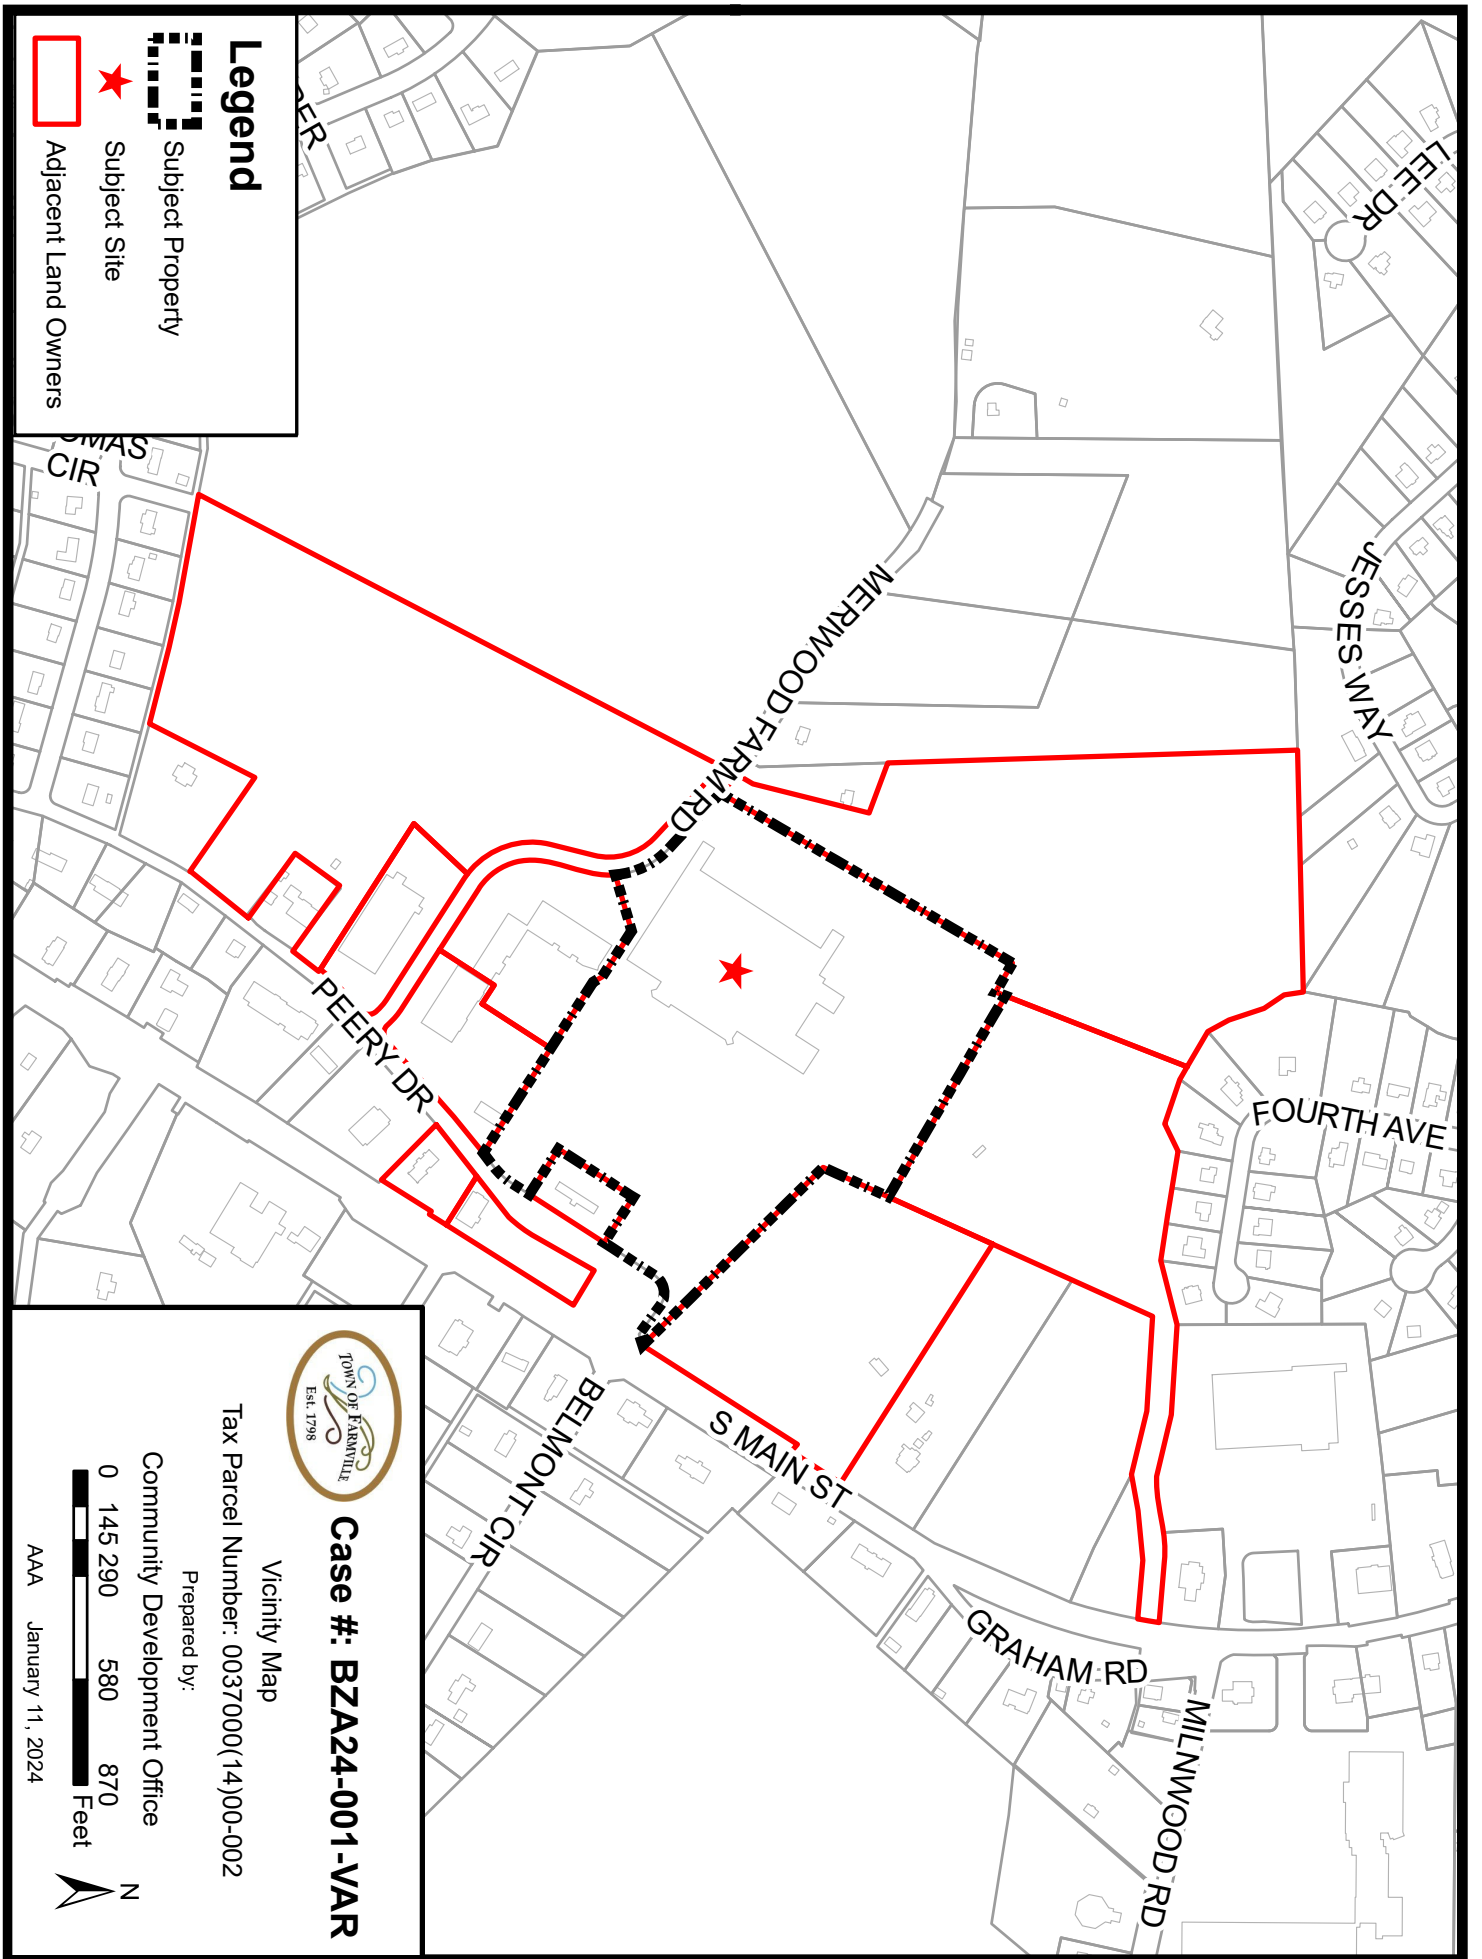 LEE DR
JESSES WAY
FOURTH AVE
MERIWOOD FARM RD
PEERY DR
S MAIN ST
BELMONT CIR
GRAHAM RD
MILNWOOD RD
DER
OMAS
CIR
Legend
Subject Property
Subject Site
Adjacent Land Owners
TOWN OF FARMVILLE
Est. 1798
Case #: BZA24-001-VAR
Vicinity Map
Tax Parcel Number: 0037000(14)00-002
Prepared by:
Community Development Office
0 145 290 580 870
Feet
N
AAA January 11, 2024